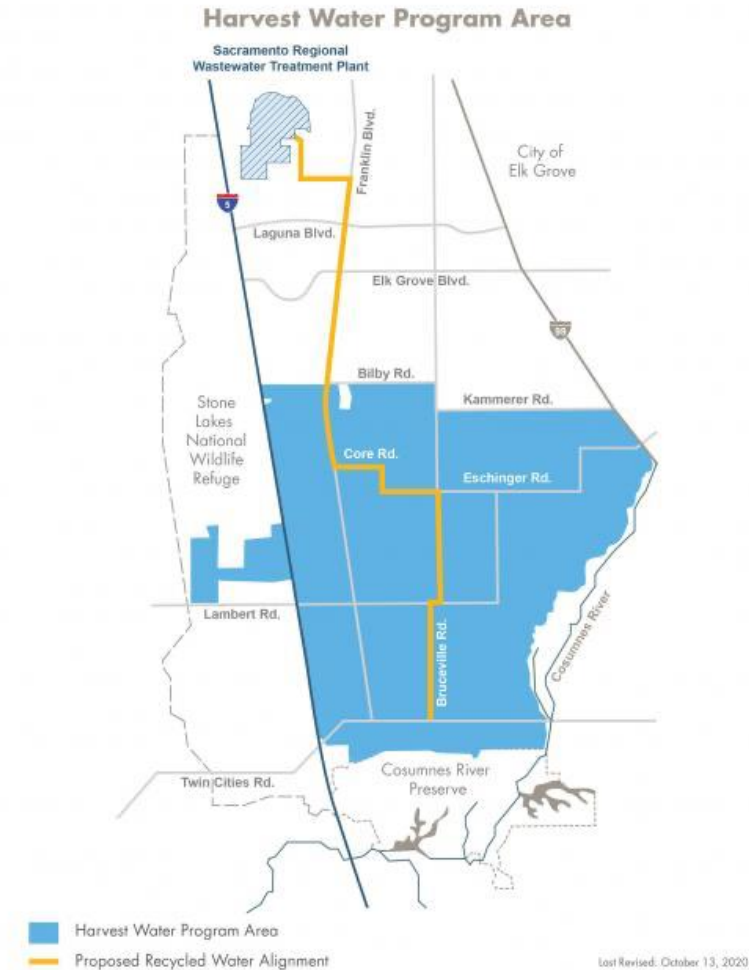 Harvest Water Program Area
Sacramento Regional
Wastewater Treatment Plant
Franklin Blvd.
City of
Elk Grove
5
Laguna Blvd.
Elk Grove Blvd.
99
Bilby Rd.
Kammerer Rd.
Stone
Lakes
National
Wildlife
Refuge
Core Rd.
Eschinger Rd.
Lambert Rd.
Bruceville Rd.
Cosumnes River
Cosumnes River
Preserve
Twin Cities Rd.
Harvest Water Program Area
Proposed Recycled Water Alignment
Last Revised: October 13, 2020